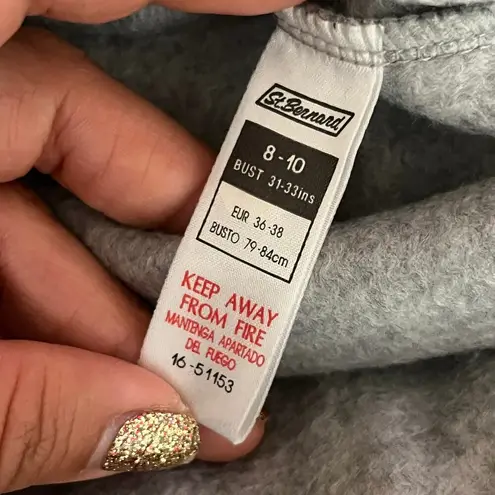 St.Bernard
8-10
BUST 31-33ins
EUR 36-38
BUSTO 79-84cm
KEEP AWAY
FROM FIRE
MANTENGA APARTADO
DEL FUEGO
16-51153